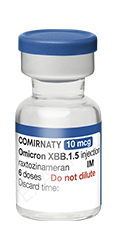 COMIRNATY 10 mcg
Omicron XBB.1.5 injection
raxtozinameran IM
6 doses Do not dilute
Discard time: